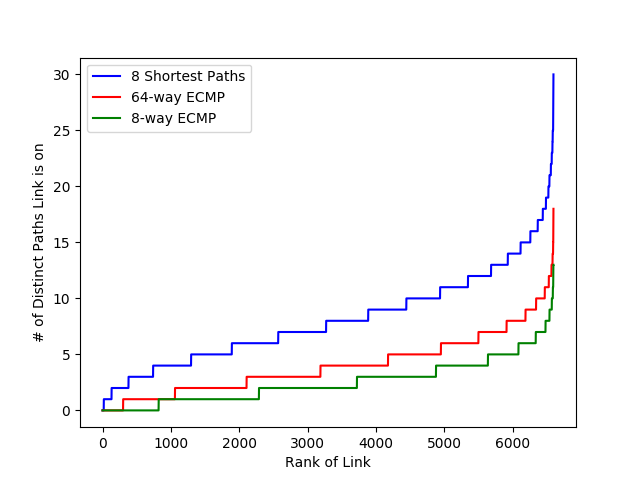 30
25
20
15
10
5
0
# of Distinct Paths Link is on
8 Shortest Paths
64-way ECMP
8-way ECMP
0 1000 2000 3000 4000 5000 6000
Rank of Link